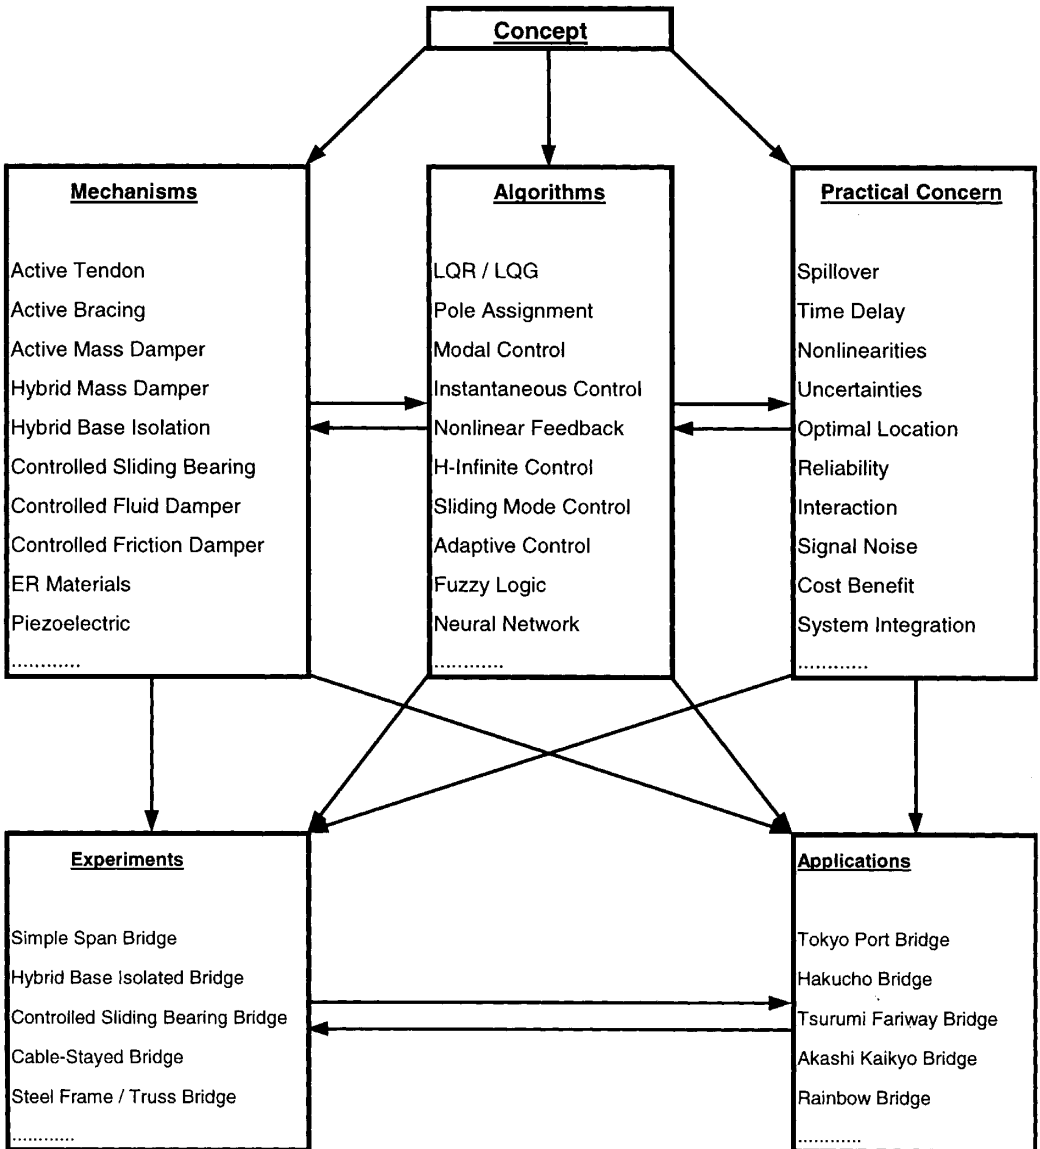 Concept
Mechanisms
Active Tendon
Active Bracing
Active Mass Damper
Hybrid Mass Damper
Hybrid Base Isolation
Controlled Sliding Bearing
Controlled Fluid Damper
Controlled Friction Damper
ER Materials
Piezoelectric
............
Algorithms
LQR / LQG
Pole Assignment
Modal Control
Instantaneous Control
Nonlinear Feedback
H-Infinite Control
Sliding Mode Control
Adaptive Control
Fuzzy Logic
Neural Network
............
Practical Concern
Spillover
Time Delay
Nonlinearities
Uncertainties
Optimal Location
Reliability
Interaction
Signal Noise
Cost Benefit
System Integration
............
Experiments
Simple Span Bridge
Hybrid Base Isolated Bridge
Controlled Sliding Bearing Bridge
Cable-Stayed Bridge
Steel Frame / Truss Bridge
............
Applications
Tokyo Port Bridge
Hakucho Bridge
Tsurumi Fariway Bridge
Akashi Kaikyo Bridge
Rainbow Bridge
............